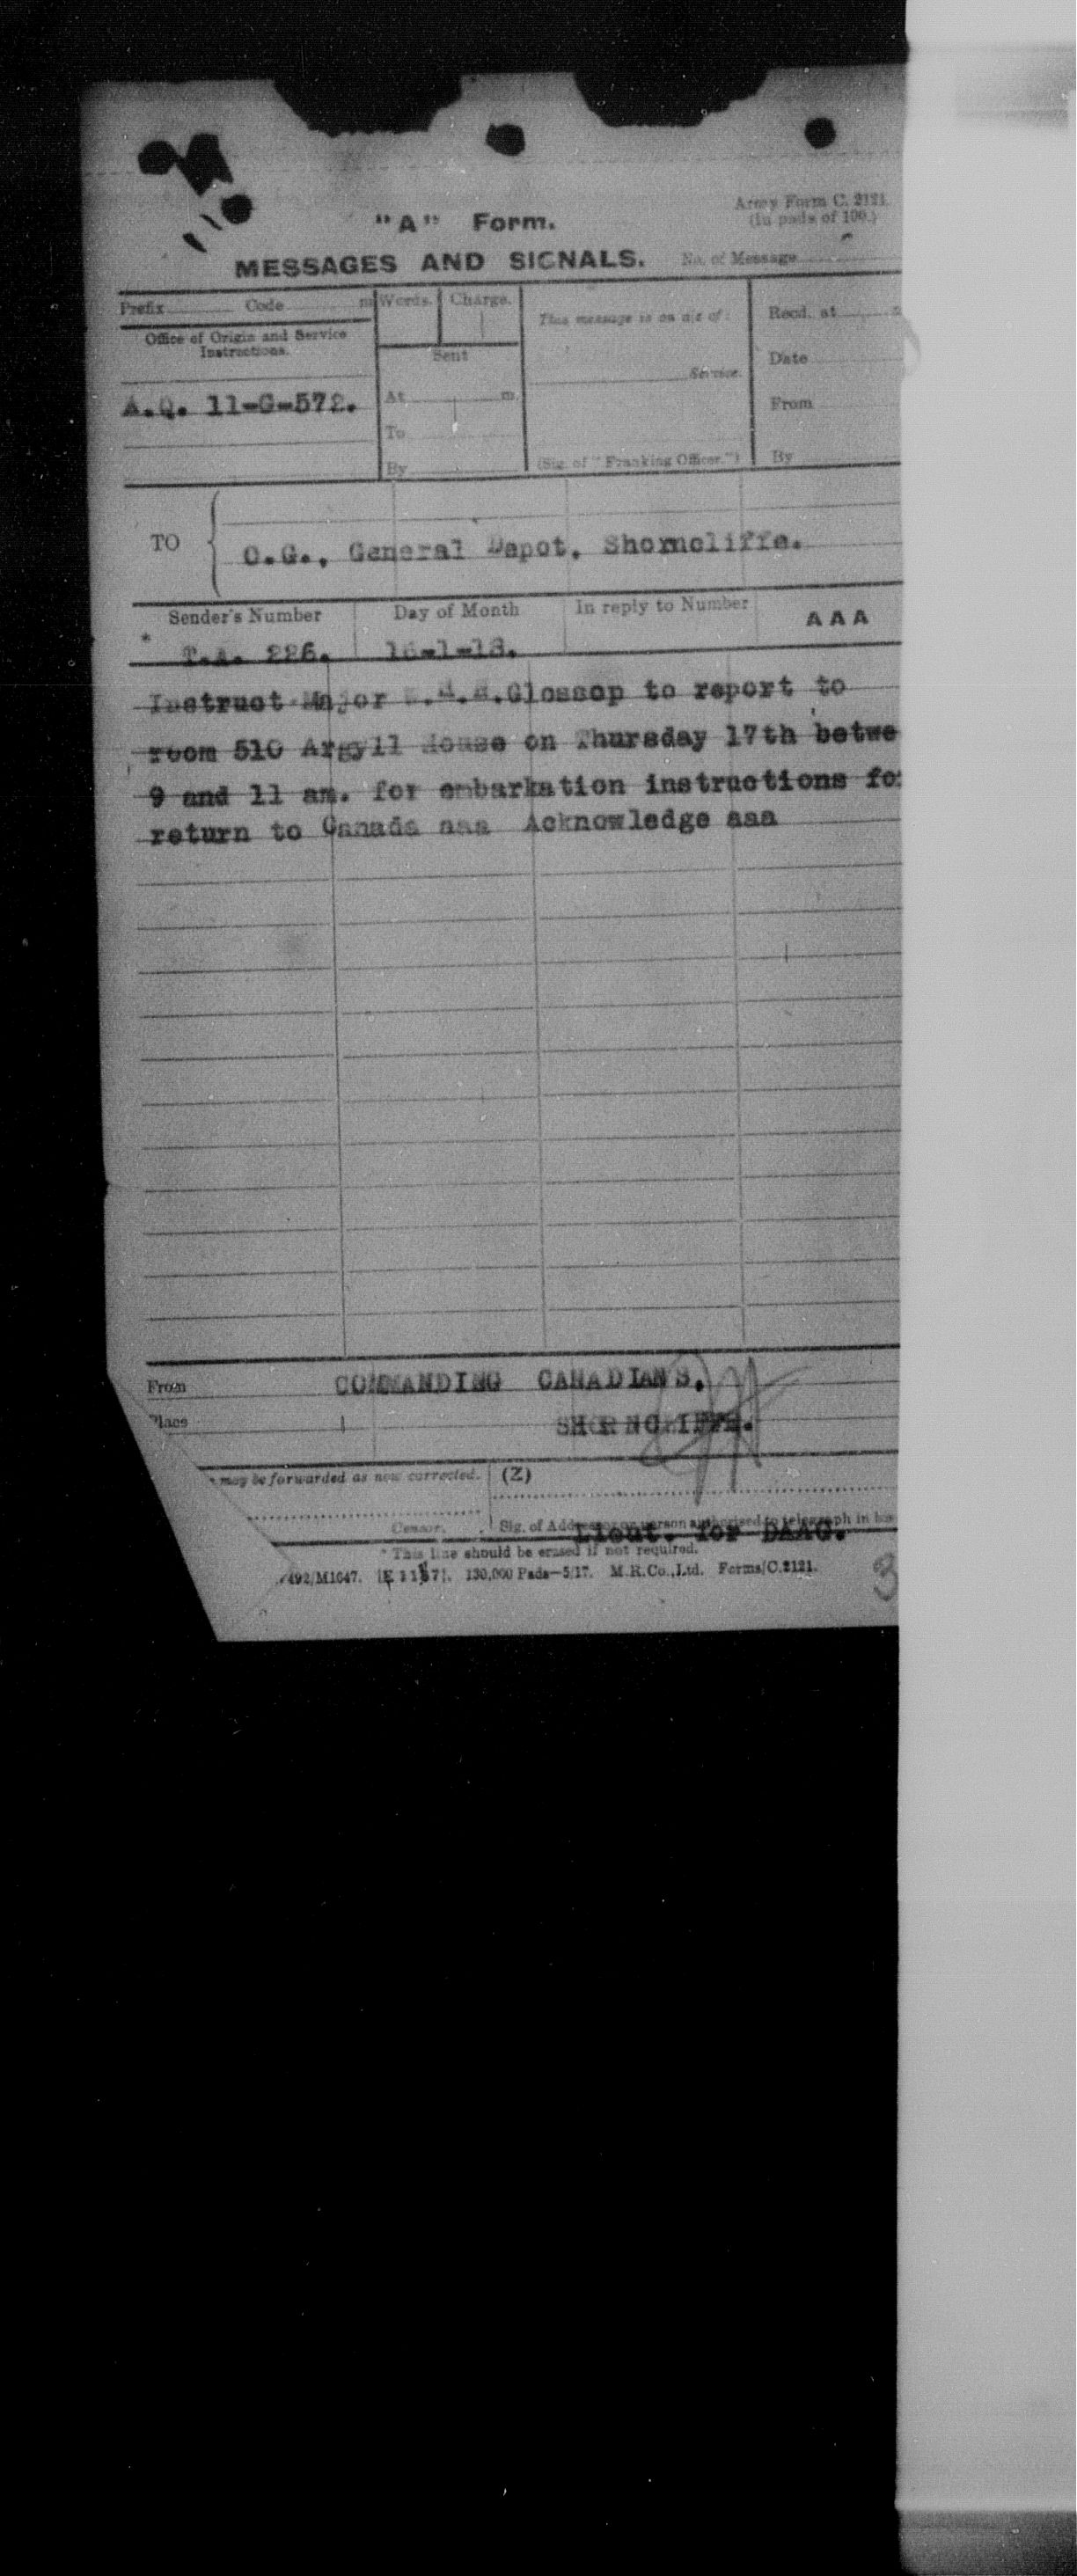 "A" Form.
Army Form C. 2121.
(In pads of 100.)
MESSAGES AND SIGNALS.
No. of Message
Prefix Code m
Words. Charge.
This message is on a/c of:
Recd. at
Office of Origin and Service
Instructions.
Sent
Date
Service.
A.Q. 11-G-572.
At m.
From
To
By
(Sig. of "Franking Officer.")
By
TO
O.C., General Depot, Shorncliffe.
Sender's Number
Day of Month
In reply to Number
AAA
* T.A. 226.
16-1-18.
Instruct Major Glossop to report to
room 510 Argyll House on Thursday 17th betwe
9 and 11 am. for embarkation instructions fo
return to Canada aaa Acknowledge aaa
From
COMMANDING CANADIANS.
Place
SHORNCLIFFE.
may be forwarded as now corrected.
(Z)
Censor.
Sig. of Addressor or person authorised to telegraph in his
Lieut. for DAAG.
* This line should be erased if not required.
492/M1647. 130,000 Pads—5/17. M.R.Co.,Ltd. Forms/C.2121.
3